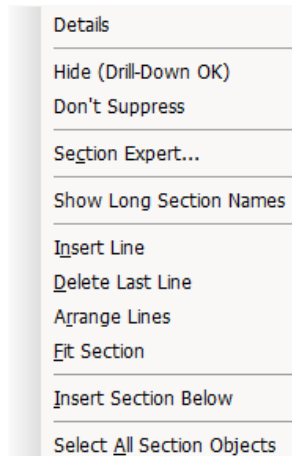 Details
Hide (Drill-Down OK)
Don't Suppress
Section Expert...
Show Long Section Names
Insert Line
Delete Last Line
Arrange Lines
Fit Section
Insert Section Below
Select All Section Objects